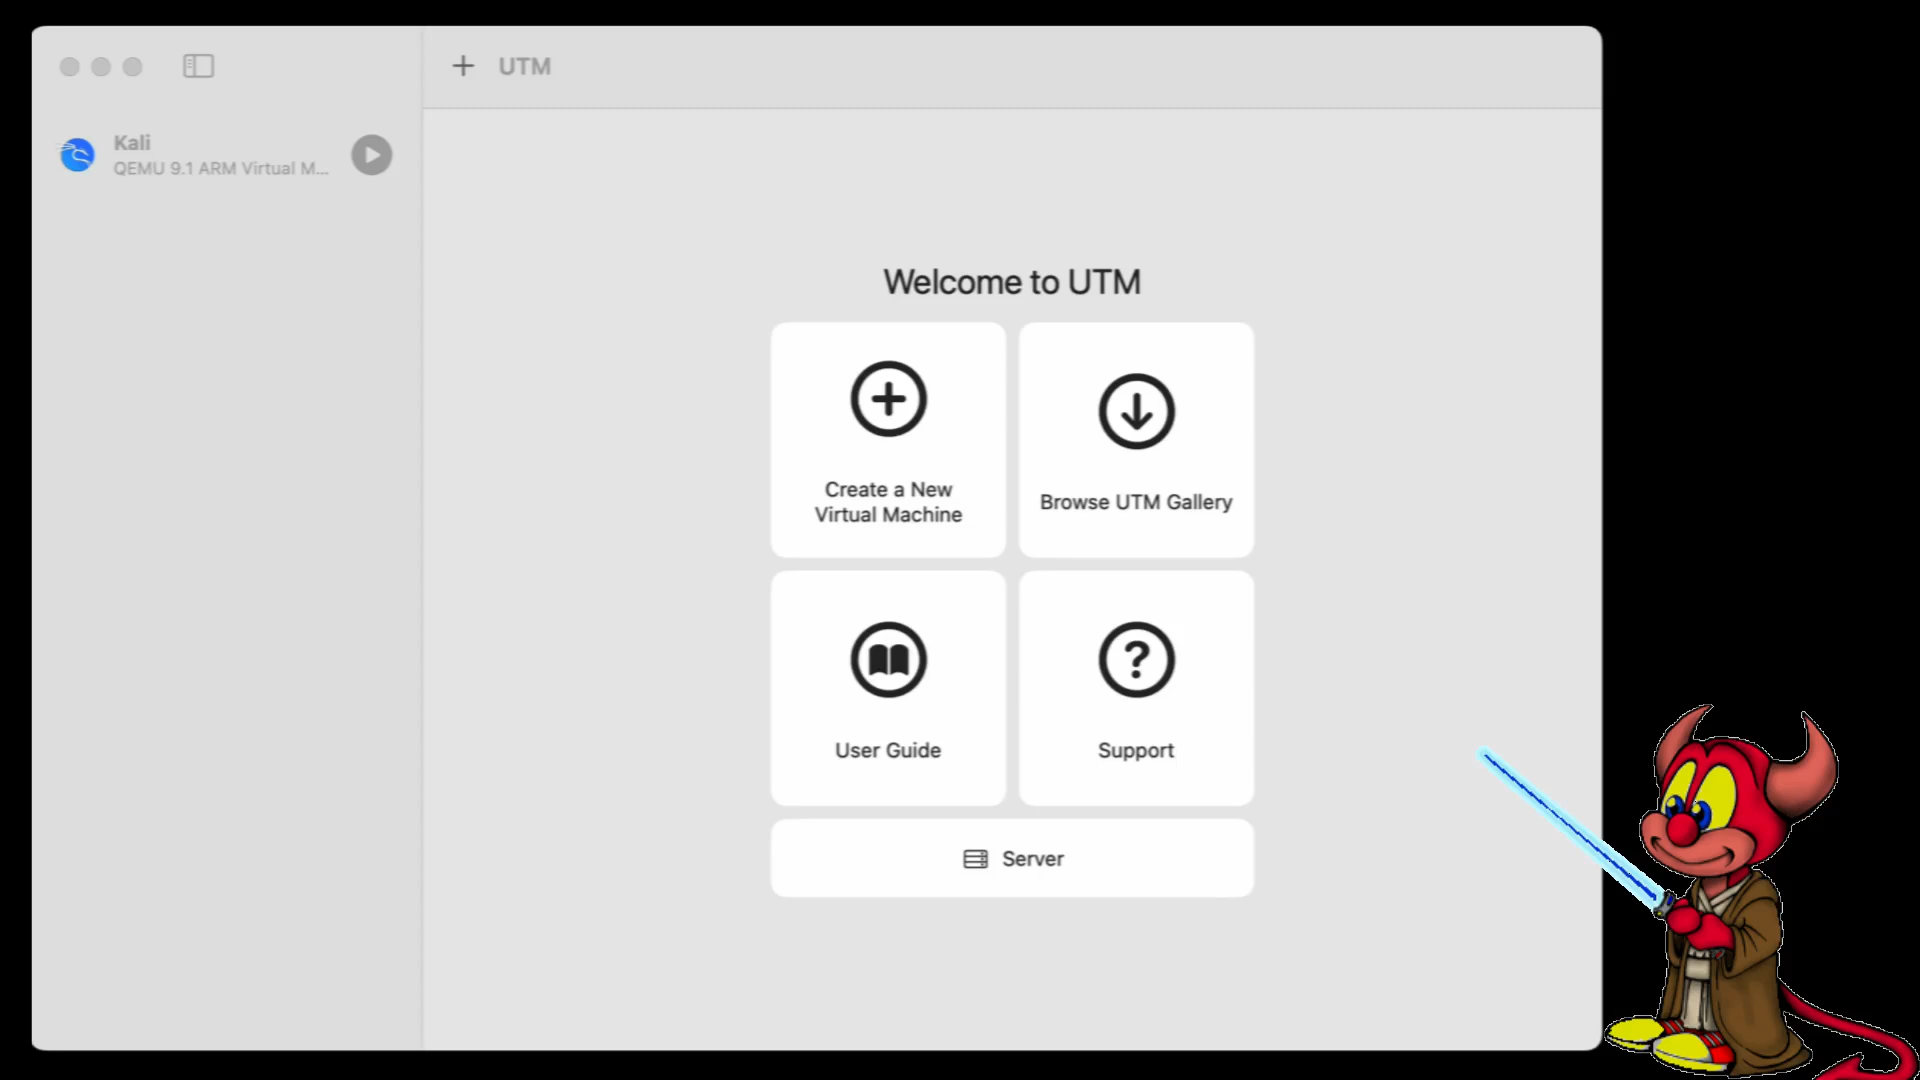 UTM
Kali
QEMU 9.1 ARM Virtual M...
Welcome to UTM
Create a New
Virtual Machine
Browse UTM Gallery
User Guide
Support
Server